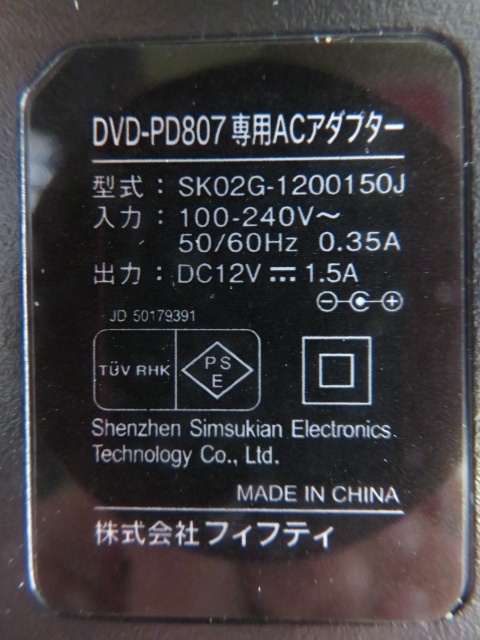 DVD-PD807 専用ACアダプター
型式：SK02G-1200150J
入力：100-240V～
50/60Hz 0.35A
出力：DC12V ⎓ 1.5A
JD 50179391
TÜV RHK
PSE
Shenzhen Simsukian Electronics
Technology Co., Ltd.
MADE IN CHINA
株式会社フィフティ